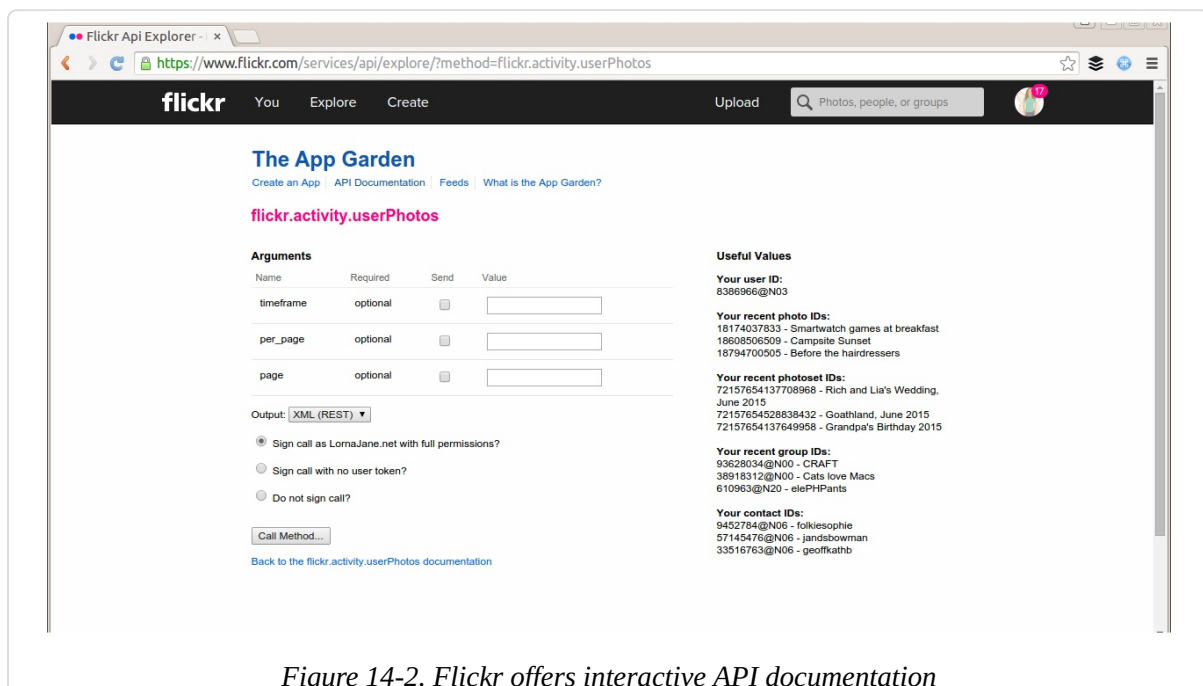 Flickr Api Explorer -
https://www.flickr.com/services/api/explore/?method=flickr.activity.userPhotos
flickr You Explore Create Upload Photos, people, or groups 17
The App Garden
Create an App API Documentation Feeds What is the App Garden?
flickr.activity.userPhotos
Arguments
Name Required Send Value
timeframe optional
per_page optional
page optional
Output: XML (REST)
Sign call as LornaJane.net with full permissions?
Sign call with no user token?
Do not sign call?
Call Method...
Back to the flickr.activity.userPhotos documentation
Useful Values
Your user ID:
8386966@N03
Your recent photo IDs:
18174037833 - Smartwatch games at breakfast
18608506509 - Campsite Sunset
18794700505 - Before the hairdressers
Your recent photoset IDs:
72157654137708968 - Rich and Lia's Wedding,
June 2015
72157654528838432 - Goathland, June 2015
72157654137649958 - Grandpa's Birthday 2015
Your recent group IDs:
93628034@N00 - CRAFT
38918312@N00 - Cats love Macs
610963@N20 - elePHPants
Your contact IDs:
9452784@N06 - folkiesophie
57145476@N06 - jandsbowman
33516763@N06 - geoffkathb
Figure 14-2. Flickr offers interactive API documentation